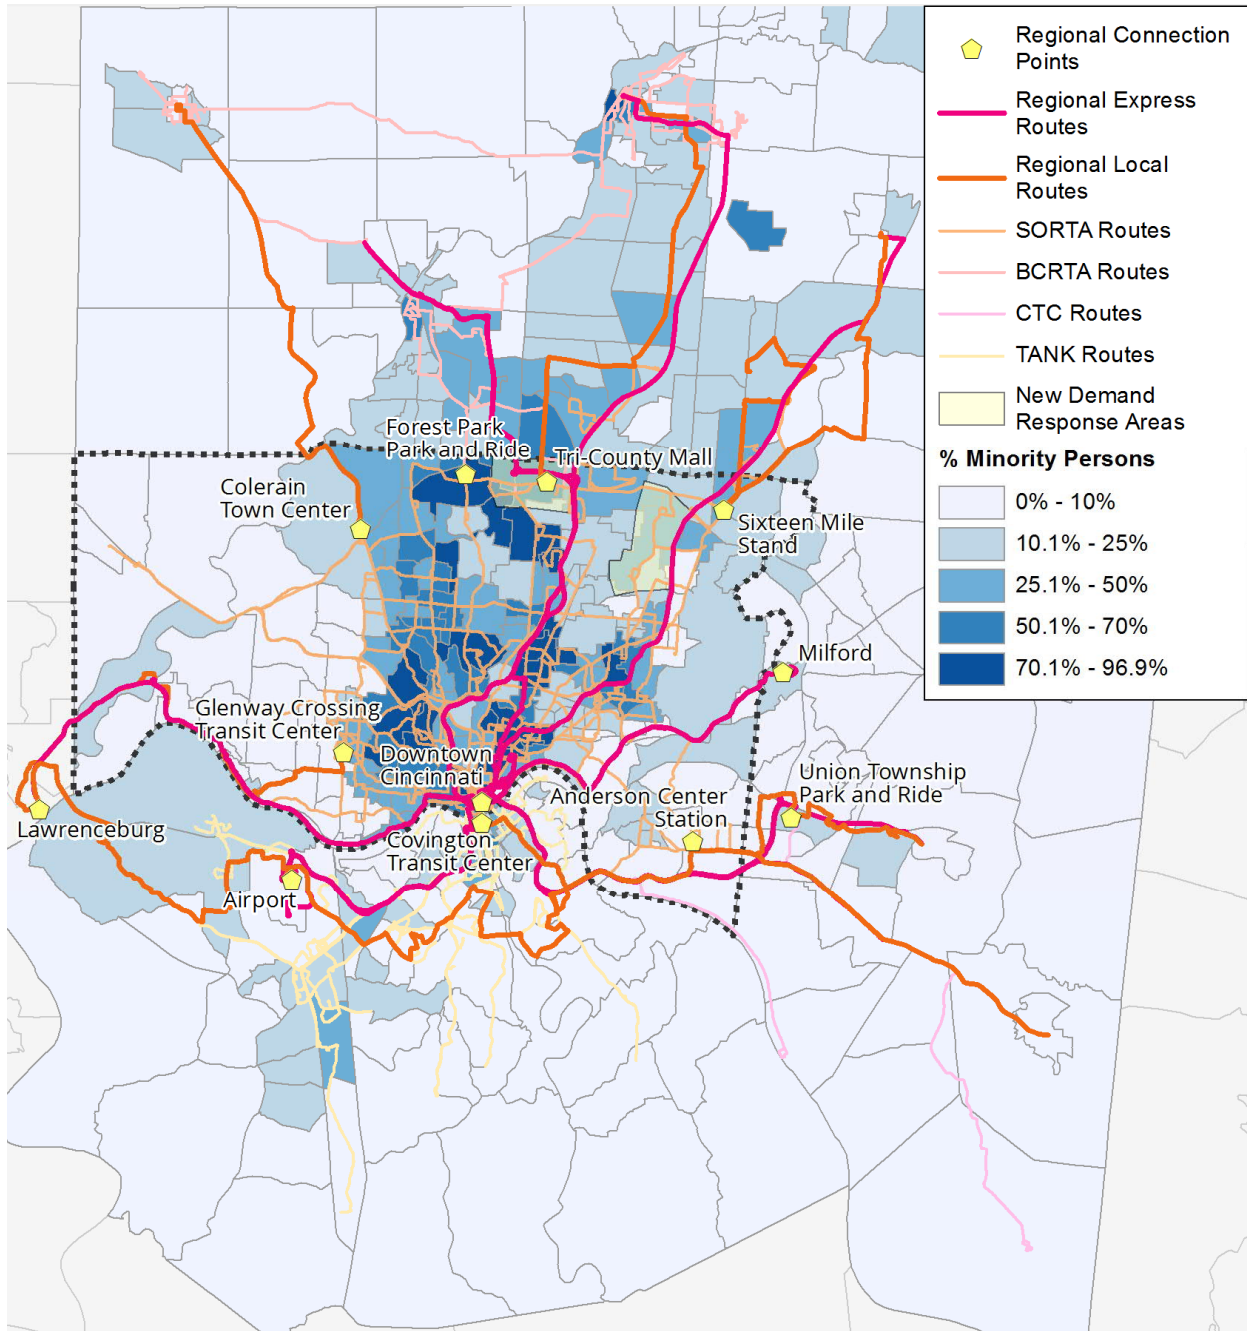 Regional Connection
Points
Regional Express
Routes
Regional Local
Routes
SORTA Routes
BCRTA Routes
CTC Routes
TANK Routes
New Demand
Response Areas
% Minority Persons
0% - 10%
10.1% - 25%
25.1% - 50%
50.1% - 70%
70.1% - 96.9%
Forest Park
Park and Ride
Tri-County Mall
Colerain
Town Center
Sixteen Mile
Stand
Milford
Glenway Crossing
Transit Center
Downtown
Cincinnati
Union Township
Park and Ride
Anderson Center
Station
Lawrenceburg
Covington
Transit Center
Airport